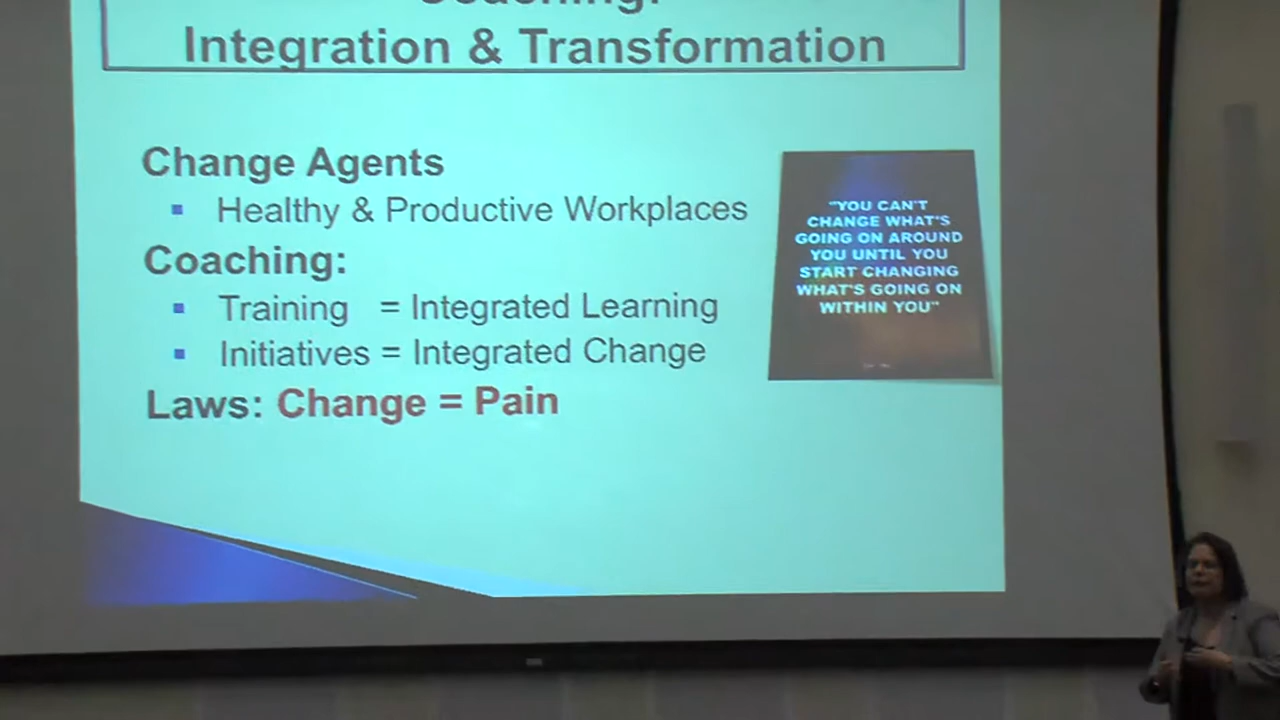 Coaching:
Integration & Transformation
Change Agents
▪ Healthy & Productive Workplaces
Coaching:
▪ Training = Integrated Learning
▪ Initiatives = Integrated Change
Laws: Change = Pain
"YOU CAN'T
CHANGE WHAT'S
GOING ON AROUND
YOU UNTIL YOU
START CHANGING
WHAT'S GOING ON
WITHIN YOU"